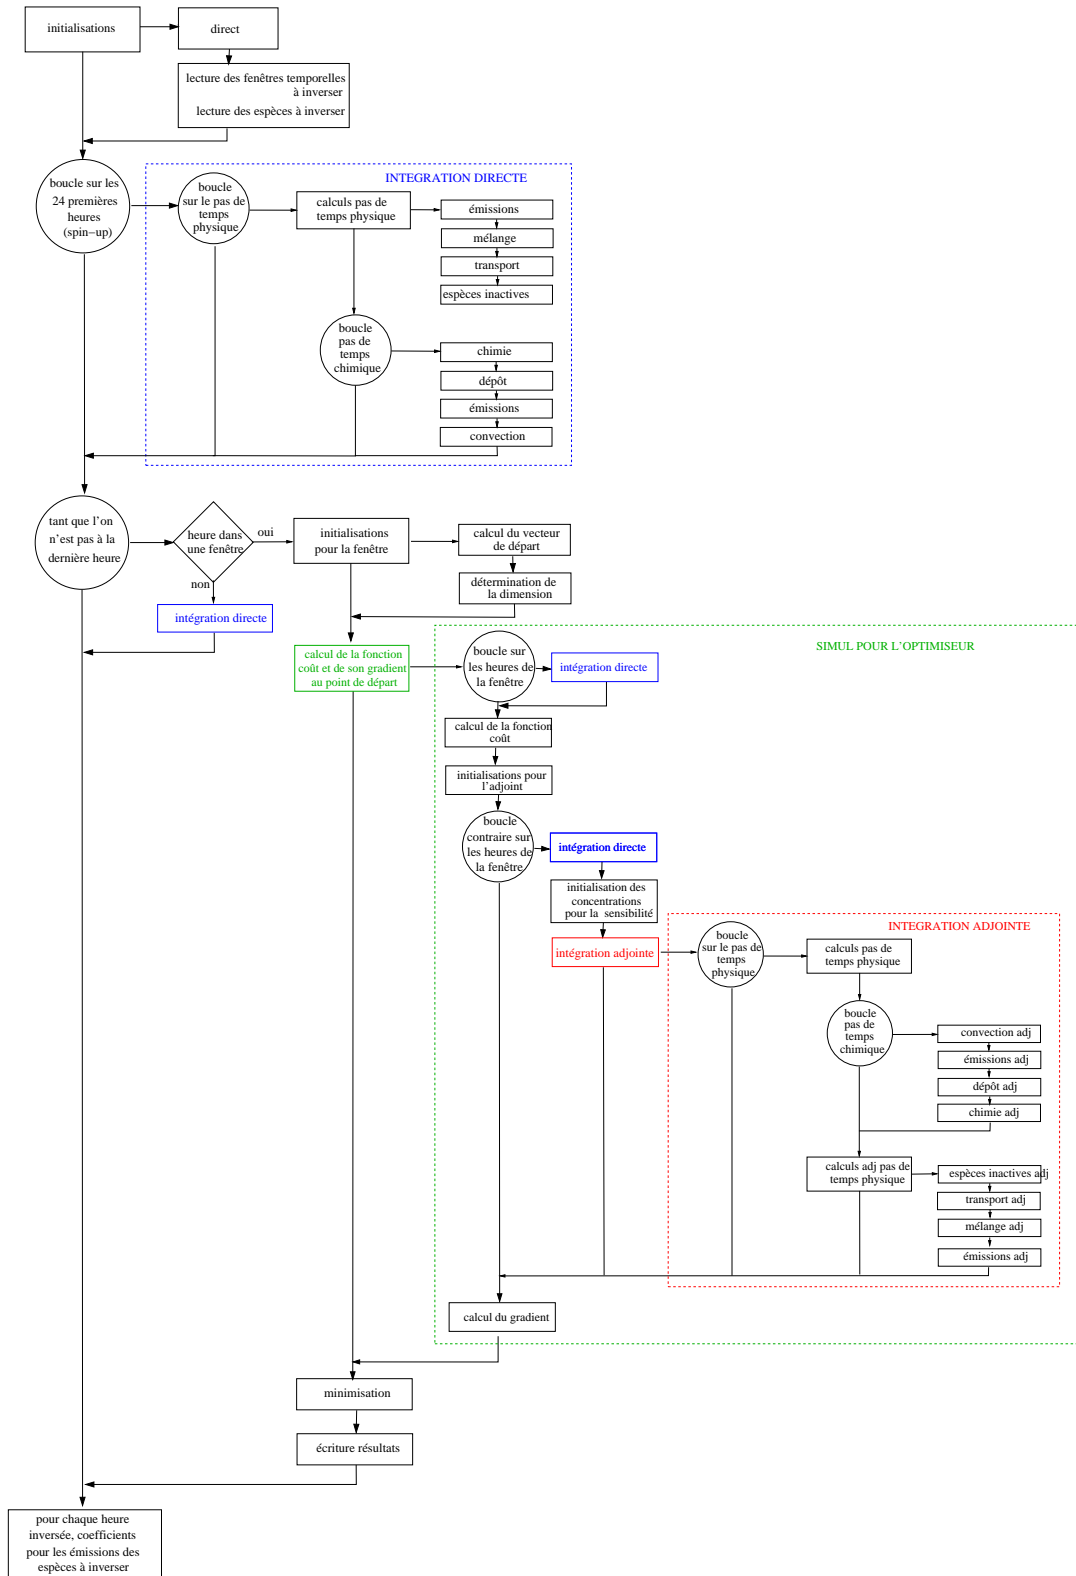 initialisations
direct
lecture des fenêtres temporelles
à inverser
lecture des espèces à inverser
boucle sur les
24 premières
heures
(spin−up)
INTEGRATION DIRECTE
boucle
sur le pas de
temps
physique
calculs pas de
temps physique
émissions
mélange
transport
espèces inactives
boucle
pas de
temps
chimique
chimie
dépôt
émissions
convection
tant que l'on
n'est pas à la
dernière heure
heure dans
une fenêtre
oui
non
intégration directe
initialisations
pour la fenêtre
calcul du vecteur
de départ
détermination de
la dimension
calcul de la fonction
coût et de son gradient
au point de départ
SIMUL POUR L'OPTIMISEUR
boucle sur
les heures de
la fenêtre
intégration directe
calcul de la fonction
coût
initialisations pour
l'adjoint
boucle
contraire sur
les heures de
la fenêtre
intégration directe
initialisation des
concentrations
pour la sensibilité
intégration adjointe
INTEGRATION ADJOINTE
boucle
sur le pas de
temps
physique
calculs pas de
temps physique
boucle
pas de
temps
chimique
convection adj
émissions adj
dépôt adj
chimie adj
calculs adj pas de
temps physique
espèces inactives adj
transport adj
mélange adj
émissions adj
calcul du gradient
minimisation
écriture résultats
pour chaque heure
inversée, coefficients
pour les émissions des
espèces à inverser